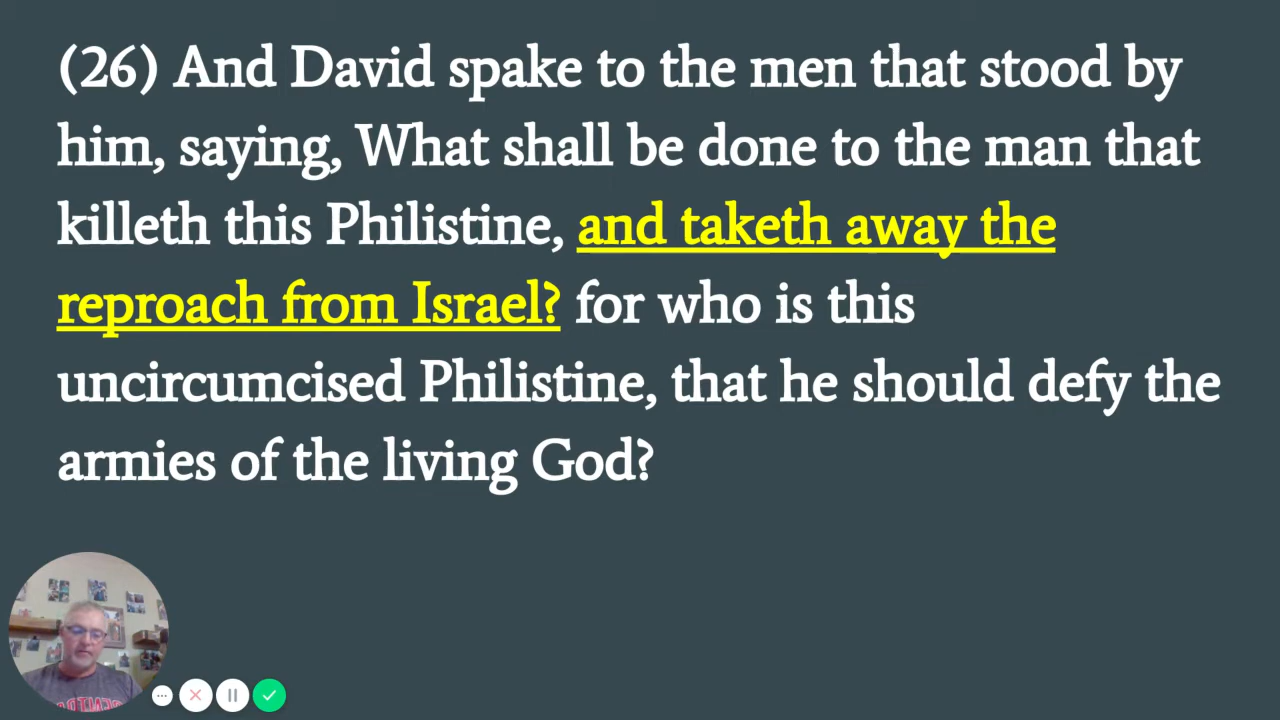 (26) And David spake to the men that stood by
him, saying, What shall be done to the man that
killeth this Philistine, and taketh away the
reproach from Israel? for who is this
uncircumcised Philistine, that he should defy the
armies of the living God?